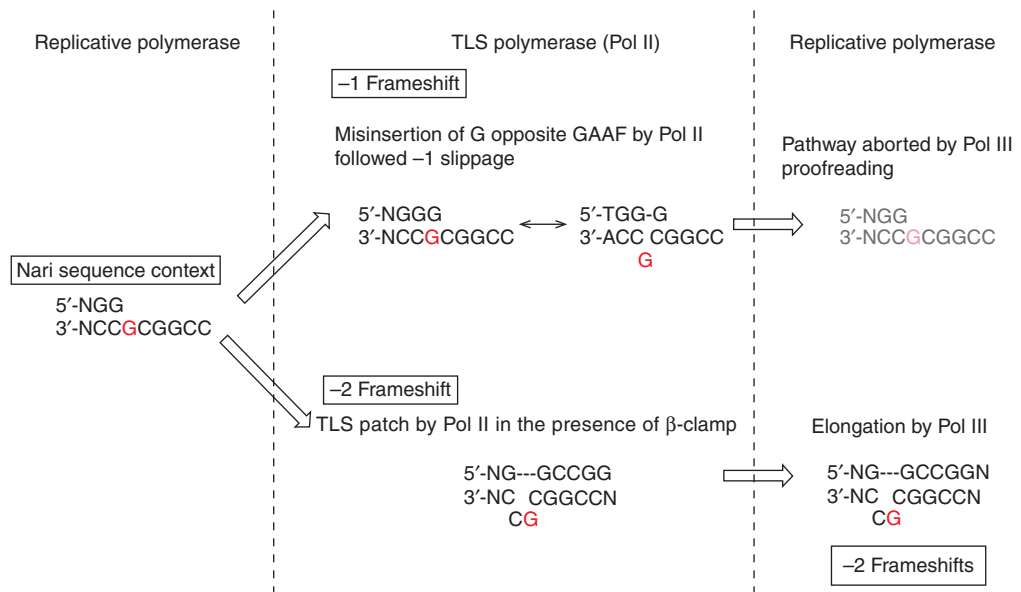 Replicative polymerase
TLS polymerase (Pol II)
Replicative polymerase
–1 Frameshift
Misinsertion of G opposite GAAF by Pol II
followed –1 slippage
Pathway aborted by Pol III
proofreading
5′-NGGG
3′-NCCGCGGCC
5′-TGG-G
3′-ACC CGGCC
G
5′-NGG
3′-NCCGCGGCC
Nari sequence context
5′-NGG
3′-NCCGCGGCC
–2 Frameshift
TLS patch by Pol II in the presence of β-clamp
Elongation by Pol III
5′-NG---GCCGG
3′-NC CGGCCN
CG
5′-NG---GCCGGN
3′-NC CGGCCN
CG
–2 Frameshifts